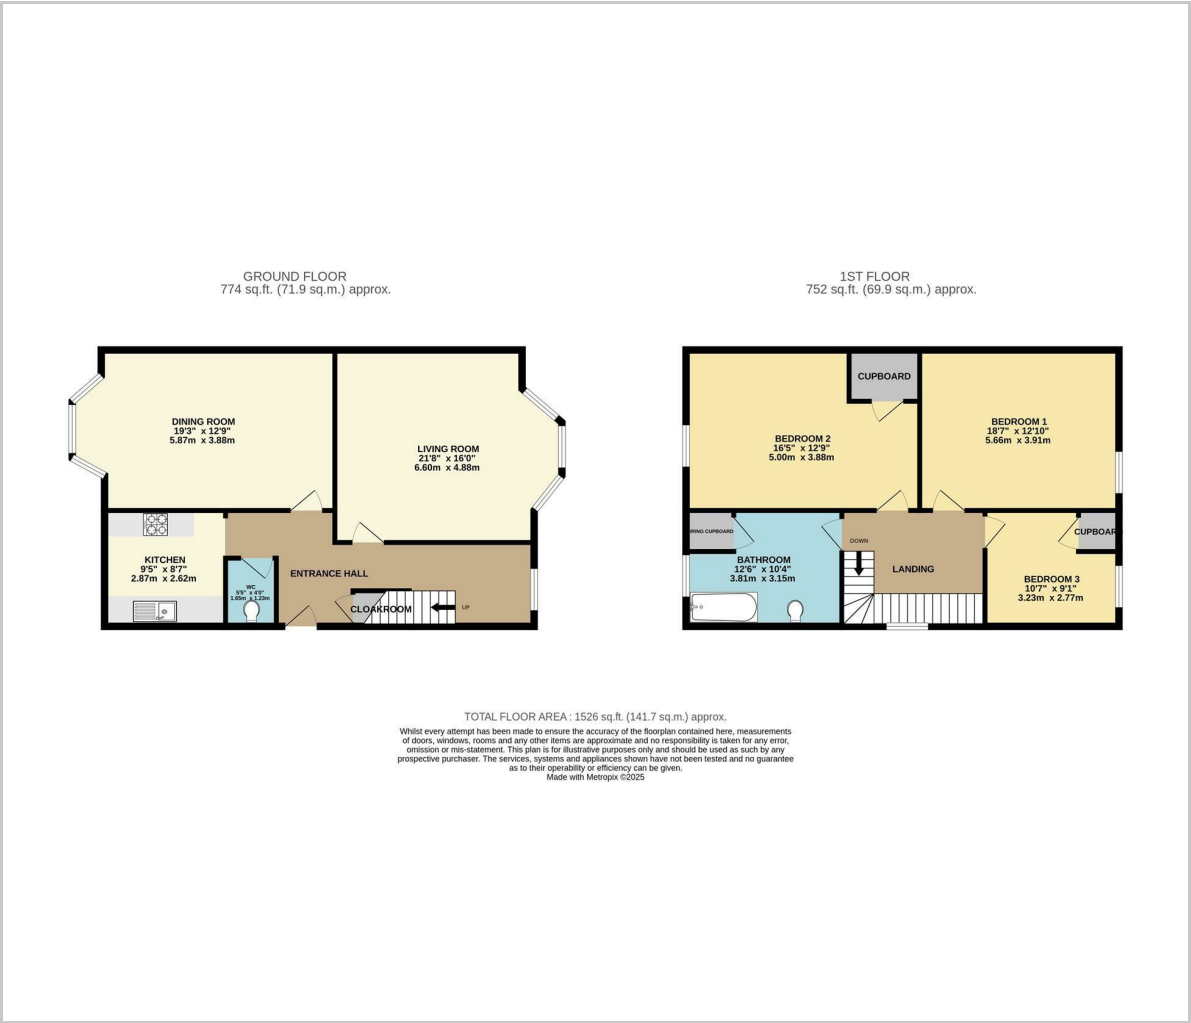 GROUND FLOOR
774 sq.ft. (71.9 sq.m.) approx.
DINING ROOM
19'3" x 12'9"
5.87m x 3.88m
LIVING ROOM
21'8" x 16'0"
6.60m x 4.88m
KITCHEN
9'5" x 8'7"
2.87m x 2.62m
WC
5'5" x 4'0"
1.65m x 1.23m
ENTRANCE HALL
CLOAKROOM
UP
1ST FLOOR
752 sq.ft. (69.9 sq.m.) approx.
CUPBOARD
BEDROOM 2
16'5" x 12'9"
5.00m x 3.88m
BEDROOM 1
18'7" x 12'10"
5.66m x 3.91m
IRING CUPBOARD
BATHROOM
12'6" x 10'4"
3.81m x 3.15m
DOWN
LANDING
CUPBOARD
BEDROOM 3
10'7" x 9'1"
3.23m x 2.77m
TOTAL FLOOR AREA : 1526 sq.ft. (141.7 sq.m.) approx.
Whilst every attempt has been made to ensure the accuracy of the floorplan contained here, measurements
of doors, windows, rooms and any other items are approximate and no responsibility is taken for any error,
omission or mis-statement. This plan is for illustrative purposes only and should be used as such by any
prospective purchaser. The services, systems and appliances shown have not been tested and no guarantee
as to their operability or efficiency can be given.
Made with Metropix ©2025